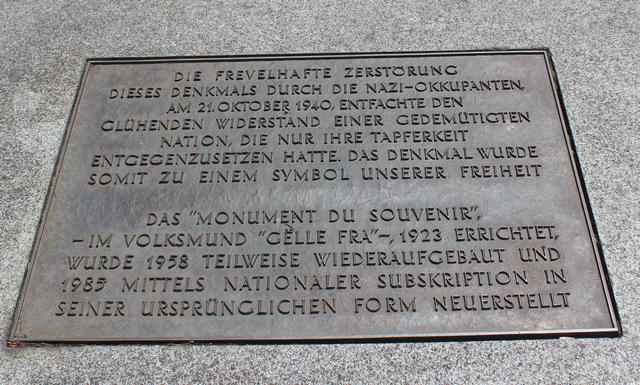 DIE FREVELHAFTE ZERSTÖRUNG
DIESES DENKMALS DURCH DIE NAZI-OKKUPANTEN,
AM 21. OKTOBER 1940, ENTFACHTE DEN
GLÜHENDEN WIDERSTAND EINER GEDEMÜTIGTEN
NATION, DIE NUR IHRE TAPFERKEIT
ENTGEGENZUSETZEN HATTE. DAS DENKMAL WURDE
SOMIT ZU EINEM SYMBOL UNSERER FREIHEIT
DAS "MONUMENT DU SOUVENIR",
-IM VOLKSMUND "GËLLE FRA"-, 1923 ERRICHTET,
WURDE 1958 TEILWEISE WIEDERAUFGEBAUT UND
1985 MITTELS NATIONALER SUBSKRIPTION IN
SEINER URSPRÜNGLICHEN FORM NEUERSTELLT